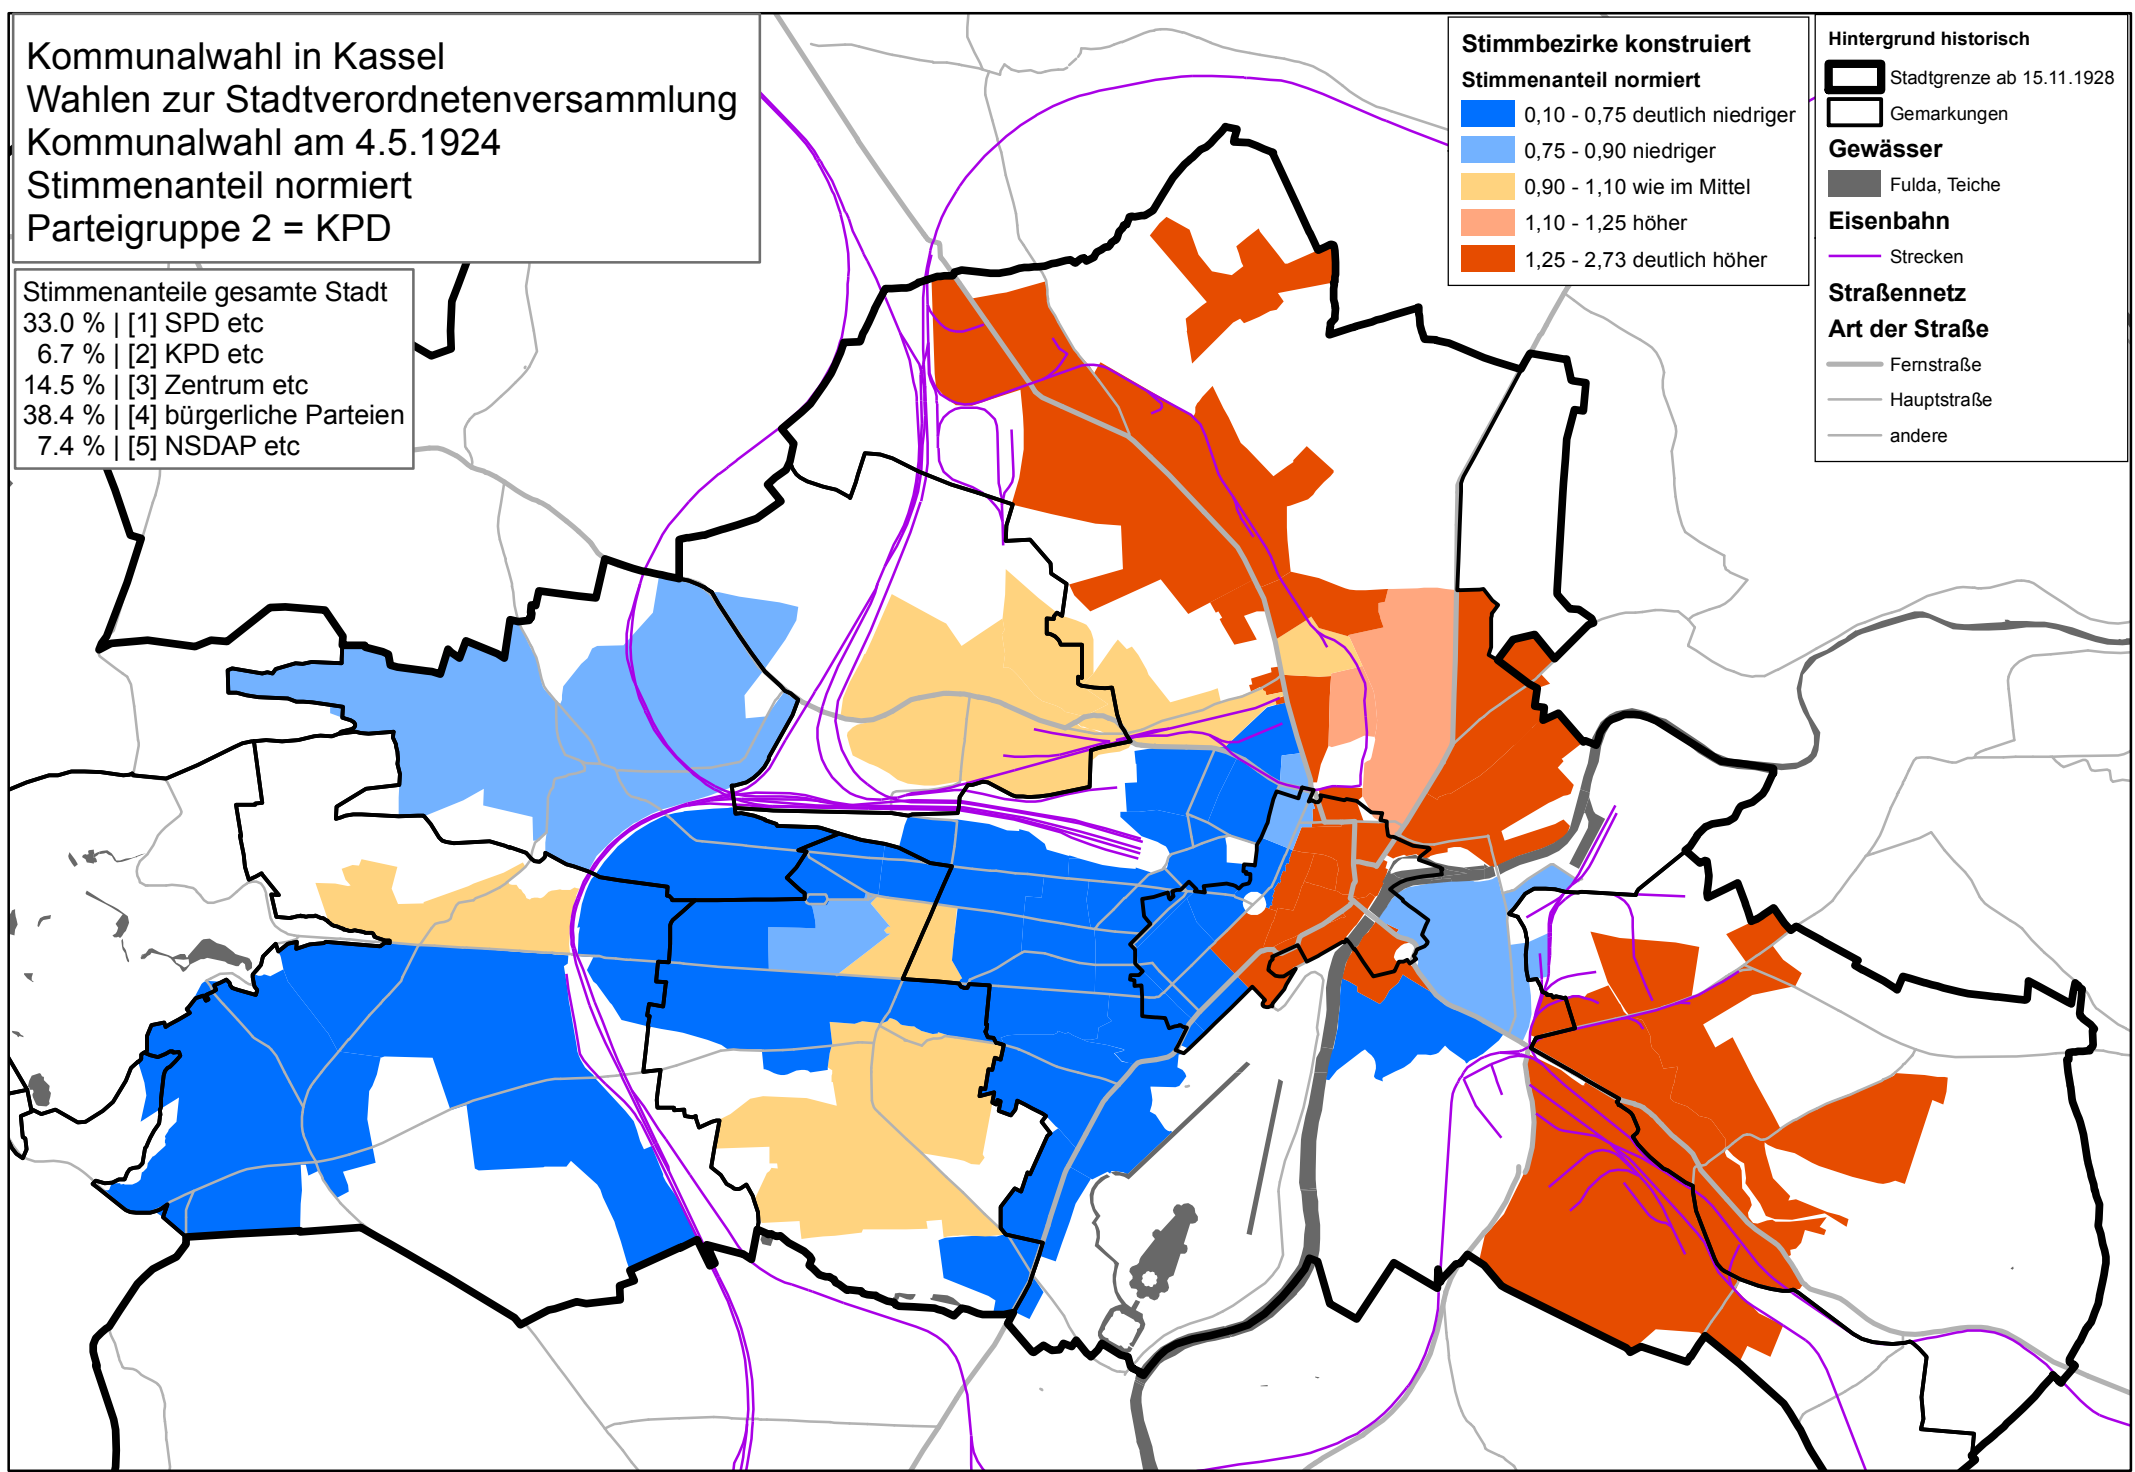 Kommunalwahl in Kassel
Wahlen zur Stadtverordnetenversammlung
Kommunalwahl am 4.5.1924
Stimmenanteil normiert
Parteigruppe 2 = KPD
Stimmenanteile gesamte Stadt
33.0 % | [1] SPD etc
6.7 % | [2] KPD etc
14.5 % | [3] Zentrum etc
38.4 % | [4] bürgerliche Parteien
7.4 % | [5] NSDAP etc
Stimmbezirke konstruiert
Stimmenanteil normiert
0,10 - 0,75 deutlich niedriger
0,75 - 0,90 niedriger
0,90 - 1,10 wie im Mittel
1,10 - 1,25 höher
1,25 - 2,73 deutlich höher
Hintergrund historisch
Stadtgrenze ab 15.11.1928
Gemarkungen
Gewässer
Fulda, Teiche
Eisenbahn
Strecken
Straßennetz
Art der Straße
Fernstraße
Hauptstraße
andere